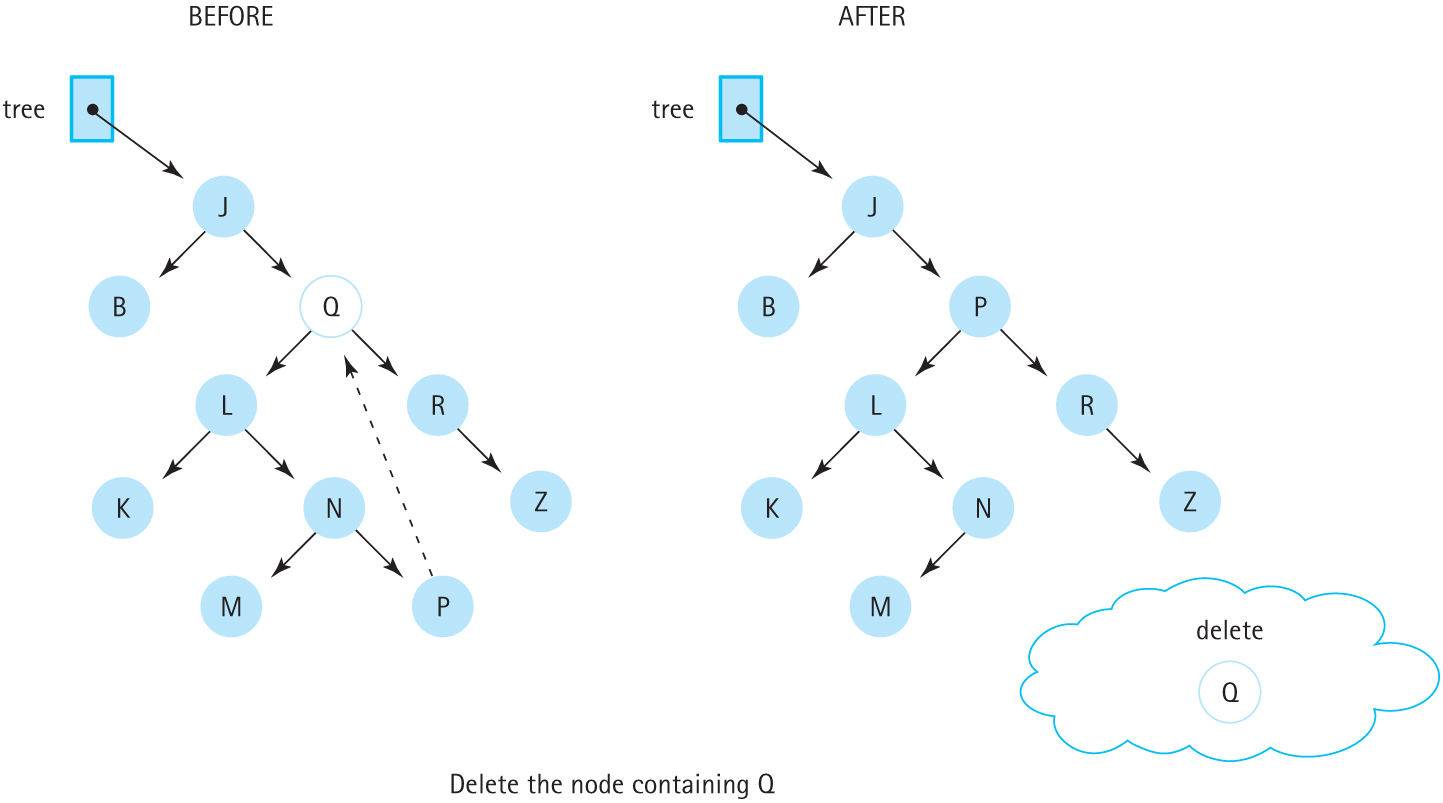 BEFORE
AFTER
tree
tree
J
J
B
Q
B
P
L
R
L
R
K
N
Z
K
N
Z
M
P
M
delete
Q
Delete the node containing Q